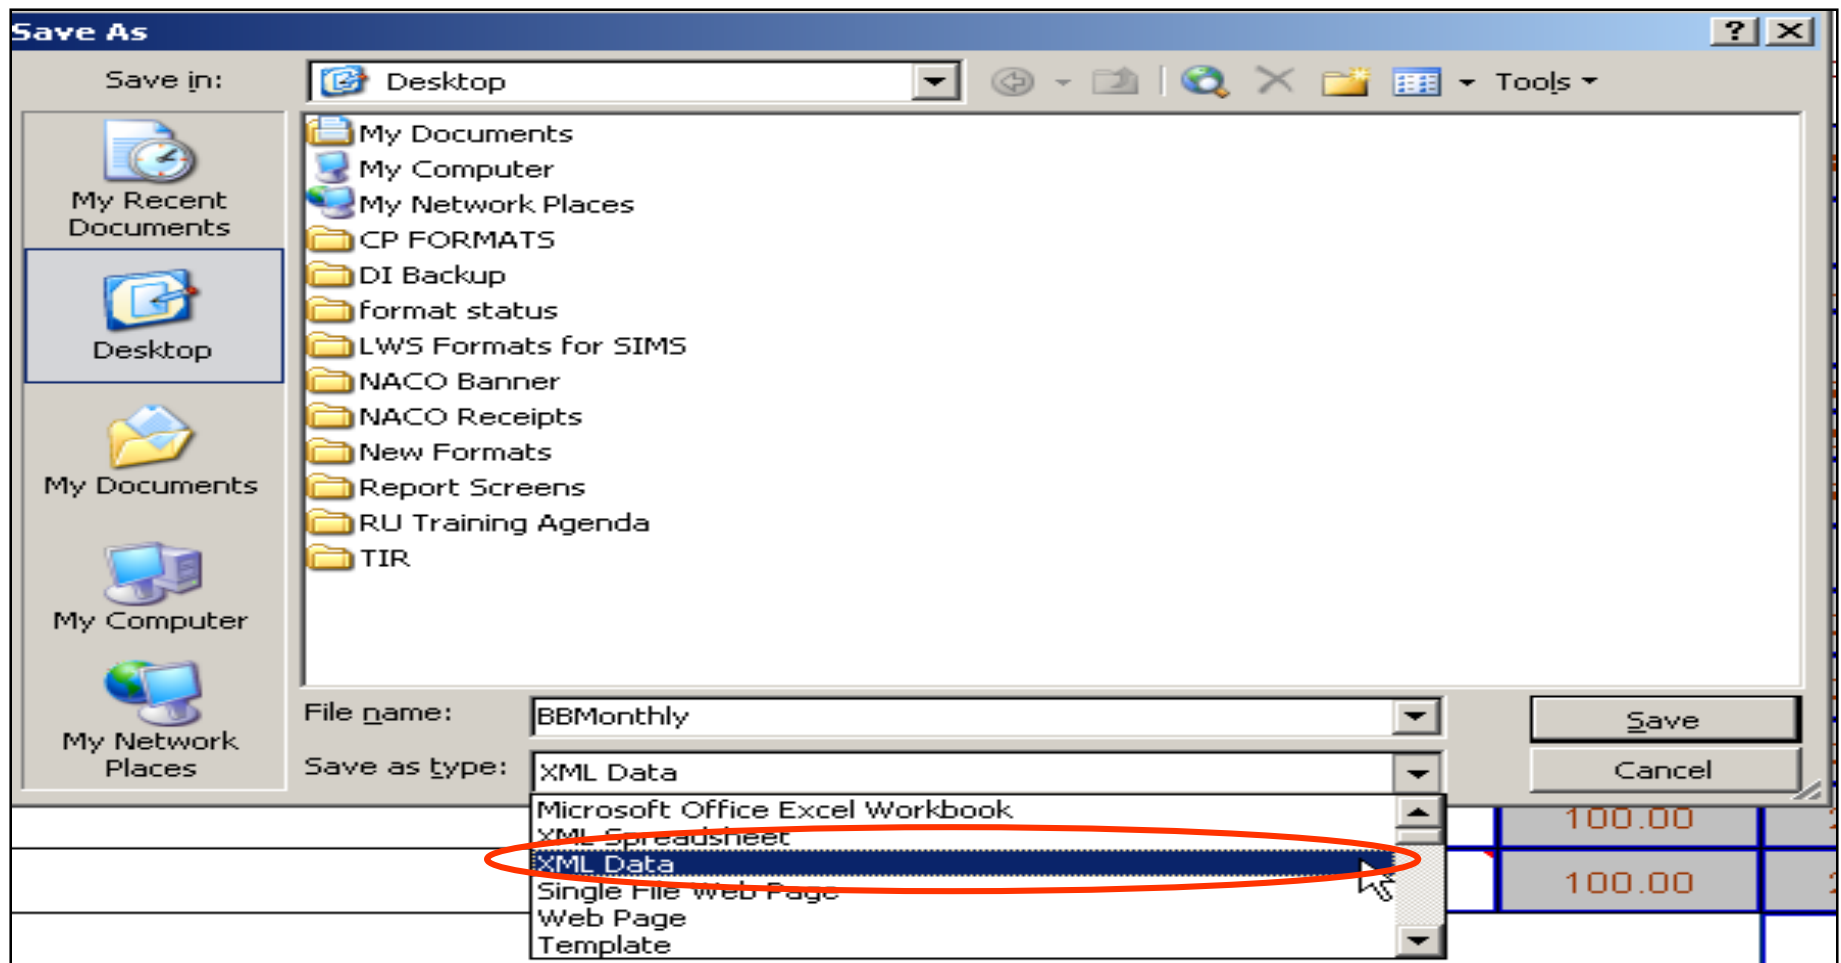 Save As
Save in:
Desktop
Tools
My Recent
Documents
Desktop
My Documents
My Computer
My Network
Places
My Documents
My Computer
My Network Places
CP FORMATS
DI Backup
format status
LWS Formats for SIMS
NACO Banner
NACO Receipts
New Formats
Report Screens
RU Training Agenda
TIR
File name:
BBMonthly
Save
Save as type:
XML Data
Cancel
Microsoft Office Excel Workbook
XML Spreadsheet
XML Data
Single File Web Page
Web Page
Template
100.00
100.00